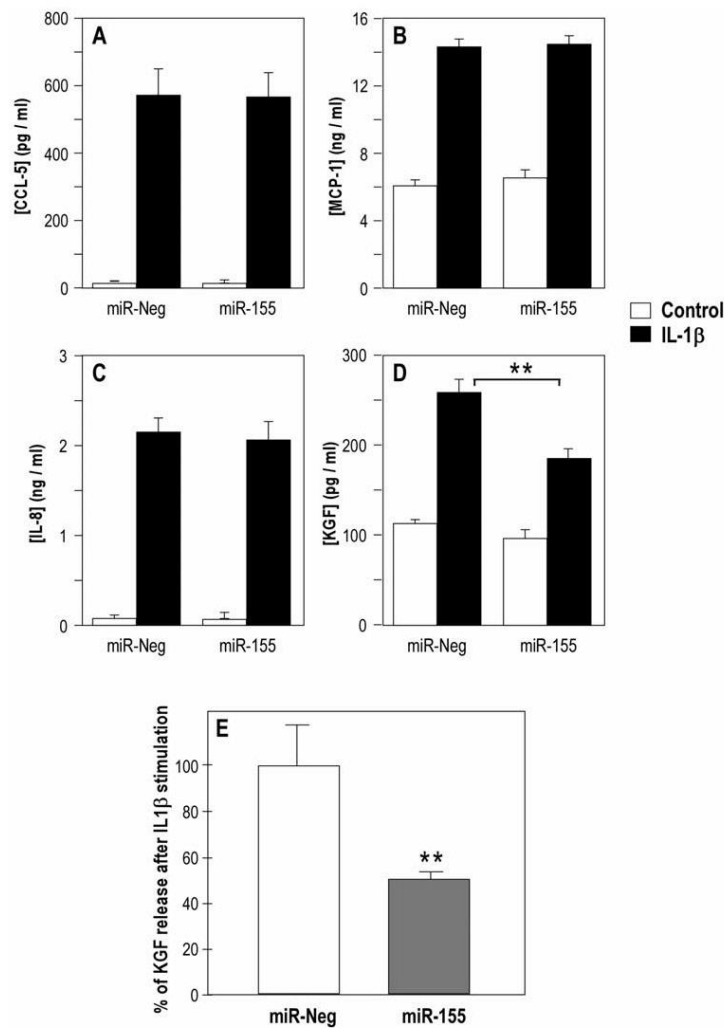 A
[CCL-5] (pg / ml)
800
600
400
200
0
miR-Neg miR-155
B
[MCP-1] (ng / ml)
16
12
8
4
0
miR-Neg miR-155
Control
IL-1β
C
[IL-8] (ng / ml)
3
2
1
0
miR-Neg miR-155
D
[KGF] (pg / ml)
300
200
100
0
**
miR-Neg miR-155
E
% of KGF release after IL1β stimulation
100
80
60
40
20
0
**
miR-Neg miR-155